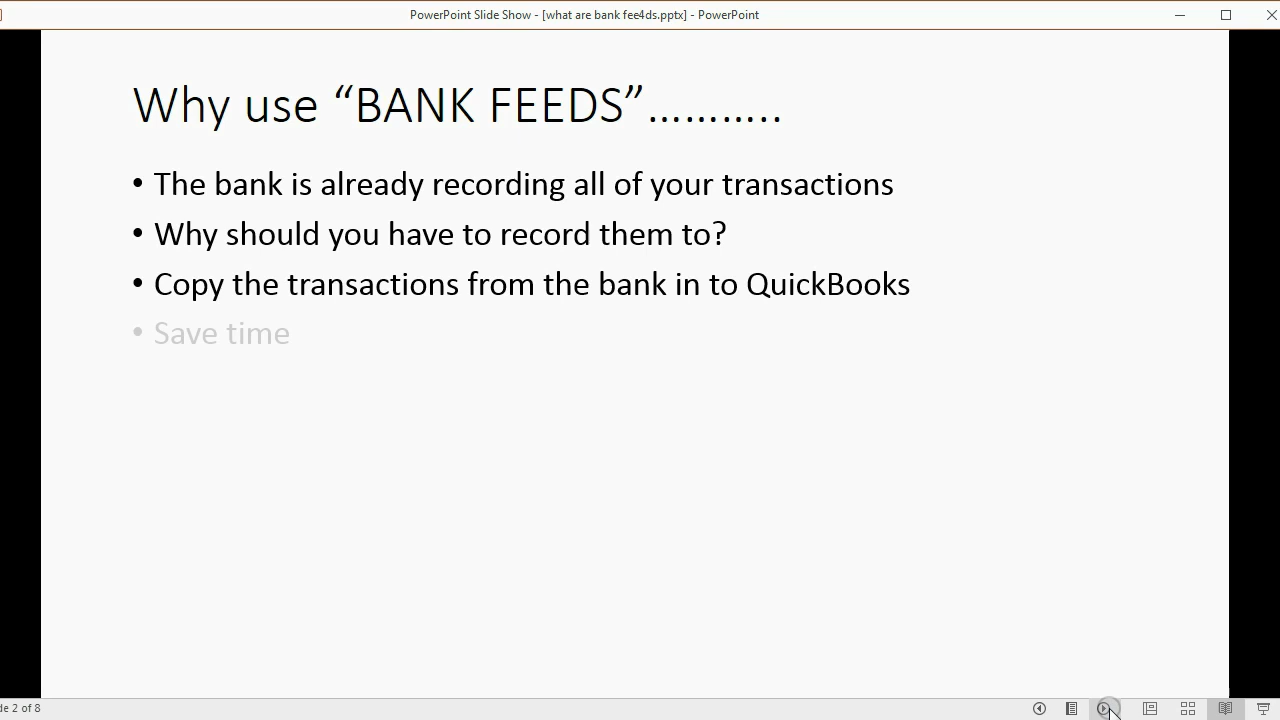 PowerPoint Slide Show - [what are bank fee4ds.pptx] - PowerPoint
Why use “BANK FEEDS”...........
• The bank is already recording all of your transactions
• Why should you have to record them to?
• Copy the transactions from the bank in to QuickBooks
• Save time
de 2 of 8